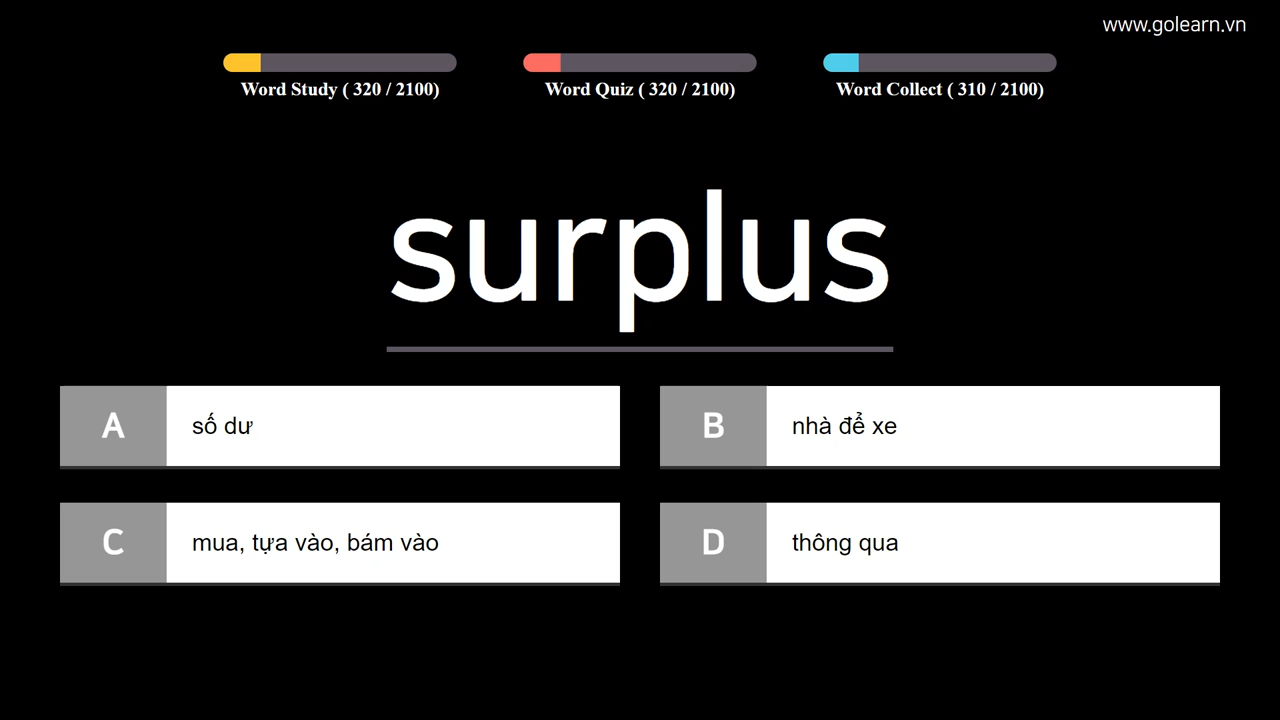 www.golearn.vn
Word Study ( 320 / 2100)
Word Quiz ( 320 / 2100)
Word Collect ( 310 / 2100)
surplus
A số dư
B nhà để xe
C mua, tựa vào, bám vào
D thông qua